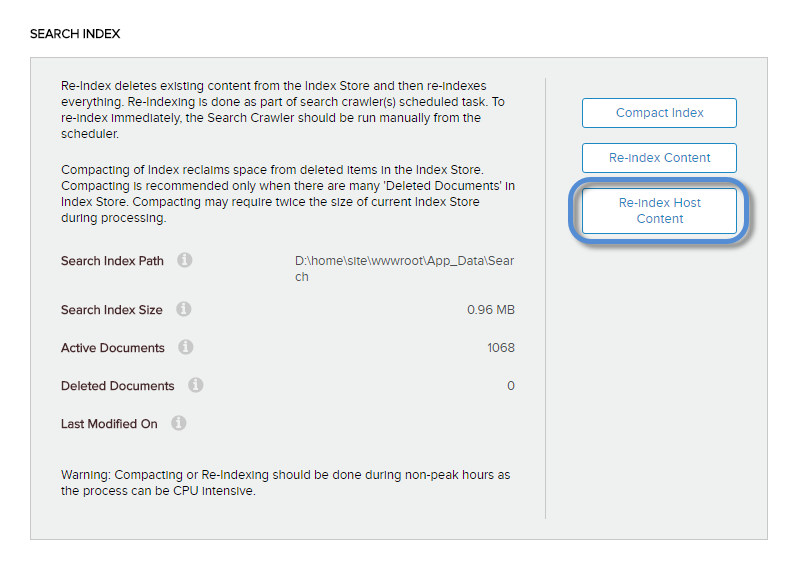 SEARCH INDEX
Re-Index deletes existing content from the Index Store and then re-indexes
everything. Re-Indexing is done as part of search crawler(s) scheduled task. To
re-index immediately, the Search Crawler should be run manually from the
scheduler.
Compacting of Index reclaims space from deleted items in the Index Store.
Compacting is recommended only when there are many 'Deleted Documents' in
Index Store. Compacting may require twice the size of current Index Store
during processing.
Search Index Path
D:\home\site\wwwroot\App_Data\Sear
ch
Search Index Size
0.96 MB
Active Documents
1068
Deleted Documents
0
Last Modified On
Warning: Compacting or Re-Indexing should be done during non-peak hours as
the process can be CPU intensive.
Compact Index
Re-index Content
Re-index Host
Content